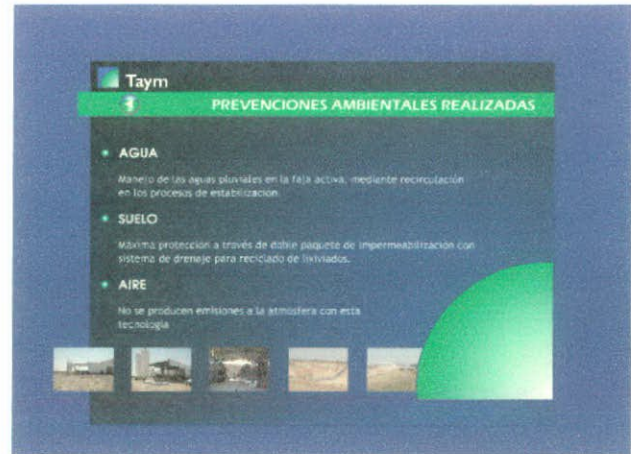 Taym
PREVENCIONES AMBIENTALES REALIZADAS
AGUA
Manejo de las aguas pluviales en la faja activa, mediante recirculación
en los procesos de estabilización.
SUELO
Máxima protección a través de doble paquete de impermeabilización con
sistema de drenaje para reciclado de lixiviados.
AIRE
No se producen emisiones a la atmósfera con esta
tecnología